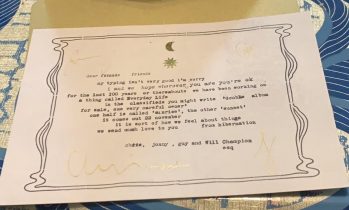 dear friends
my typing isn't very good i'm sorry
i and we hope wherever you are you're ok
for the last 100 years or thereabouts we have been working on
a thing called Everyday Life
in the classifieds you might write 'double album
for sale, one very careful owner'
one half is called 'sunrise', the other 'sunset'
it comes out 22 november
it is sort of how we feel about things
we send much love to you from hibernation
chris, jonny, guy and Will Champion
esq